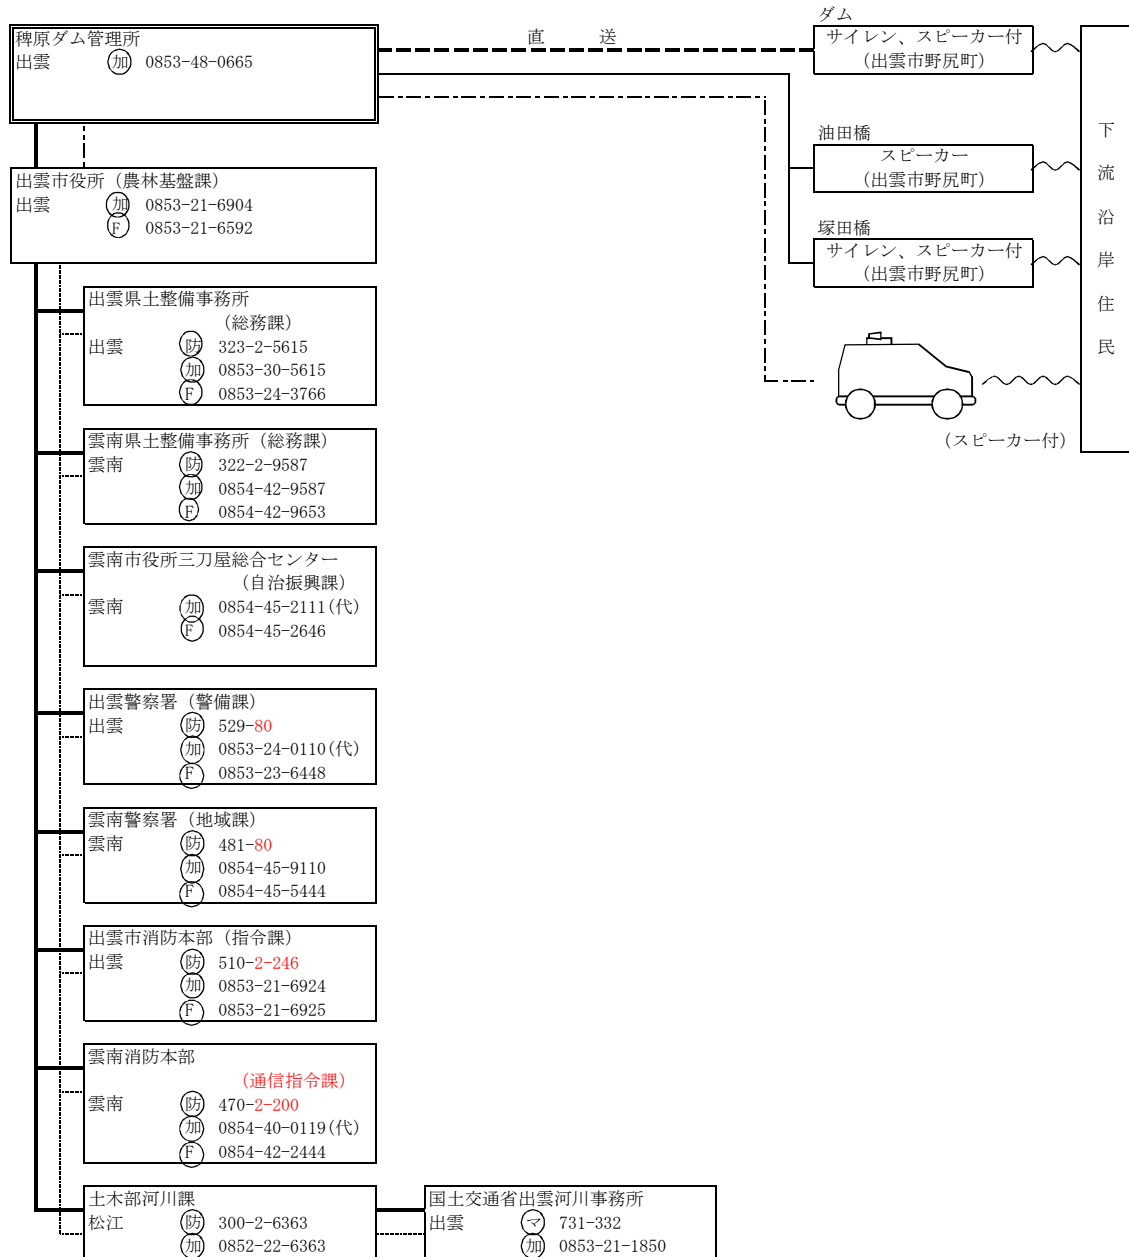 稗原ダム管理所
出雲 加 0853-48-0665
直 送
ダム
サイレン、スピーカー付
(出雲市野尻町)
油田橋
スピーカー
(出雲市野尻町)
塚田橋
サイレン、スピーカー付
(出雲市野尻町)
(スピーカー付)
下流沿岸住民
出雲市役所(農林基盤課)
出雲 加 0853-21-6904
F 0853-21-6592
出雲県土整備事務所
(総務課)
出雲 防 323-2-5615
加 0853-30-5615
F 0853-24-3766
雲南県土整備事務所(総務課)
雲南 防 322-2-9587
加 0854-42-9587
F 0854-42-9653
雲南市役所三刀屋総合センター
(自治振興課)
雲南 加 0854-45-2111(代)
F 0854-45-2646
出雲警察署(警備課)
出雲 防 529-80
加 0853-24-0110(代)
F 0853-23-6448
雲南警察署(地域課)
雲南 防 481-80
加 0854-45-9110
F 0854-45-5444
出雲市消防本部(指令課)
出雲 防 510-2-246
加 0853-21-6924
F 0853-21-6925
雲南消防本部
(通信指令課)
雲南 防 470-2-200
加 0854-40-0119(代)
F 0854-42-2444
土木部河川課
松江 防 300-2-6363
加 0852-22-6363
国土交通省出雲河川事務所
出雲 マ 731-332
加 0853-21-1850